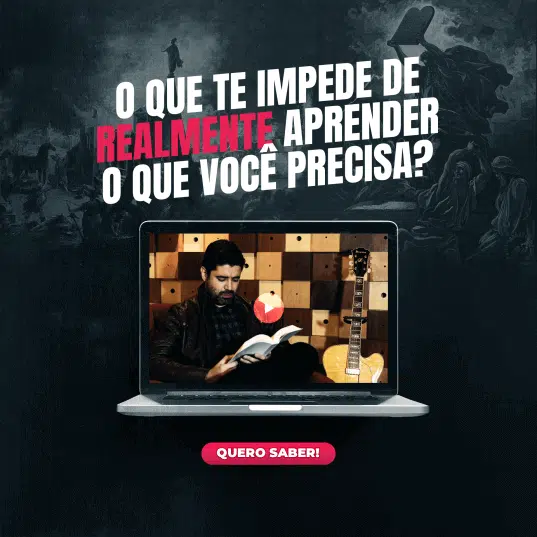 O QUE TE IMPEDE DE
REALMENTE APRENDER
O QUE VOCÊ PRECISA?
QUERO SABER!